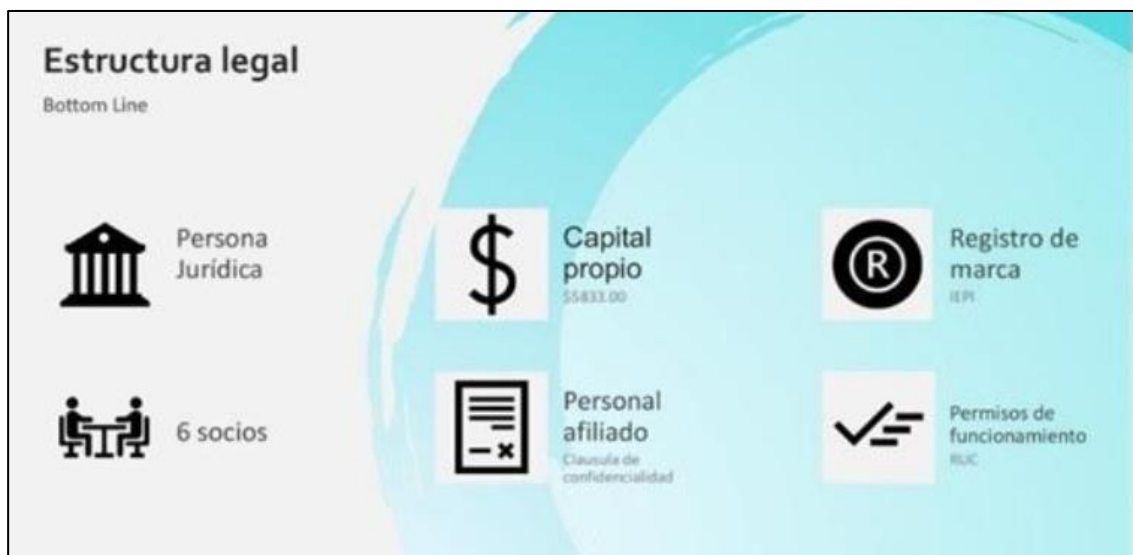 Estructura legal
Bottom Line
Persona
Jurídica
Capital
propio
$5833.00
Registro de
marca
IEPI
6 socios
Personal
afiliado
Clausula de
confidencialidad
Permisos de
funcionamiento
RUC